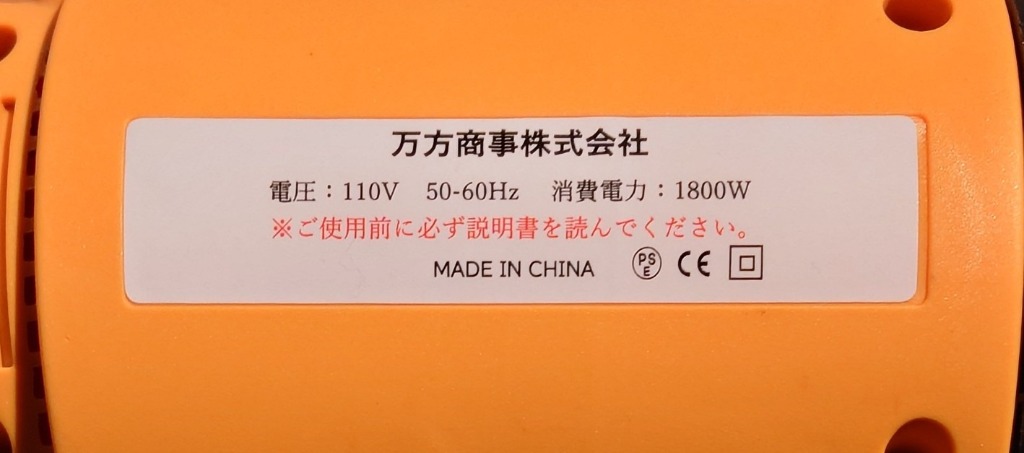 万方商事株式会社
電圧：110V　50-60Hz　消費電力：1800W
※ご使用前に必ず説明書を読んでください。
MADE IN CHINA PSE CE